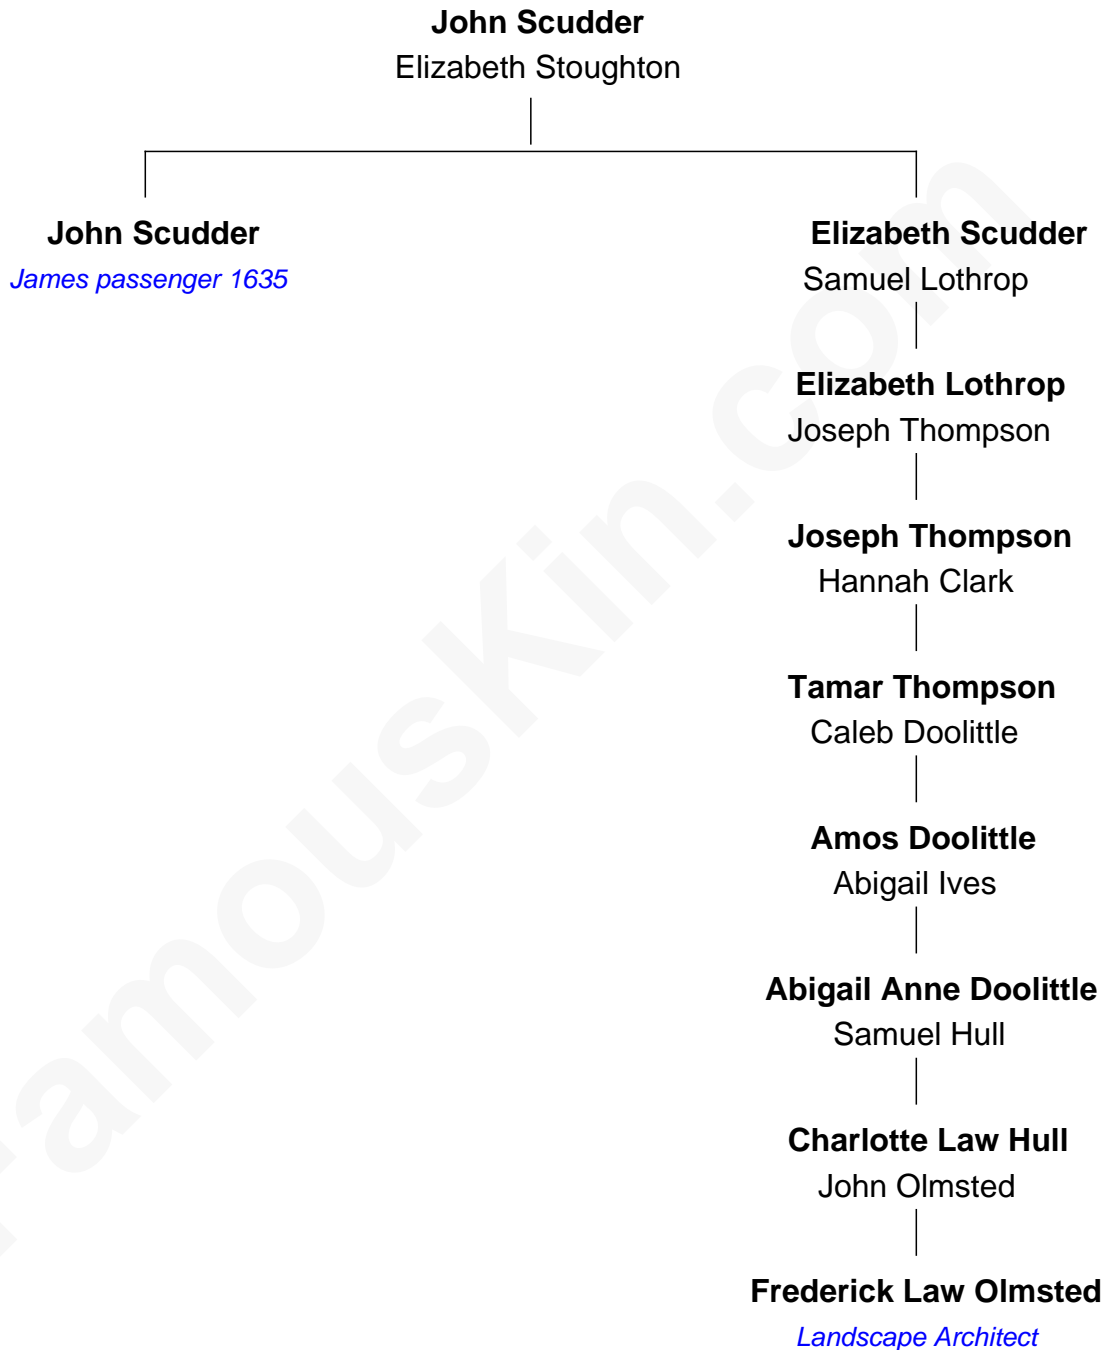 John Scudder
Elizabeth Stoughton
John Scudder
James passenger 1635
Elizabeth Scudder
Samuel Lothrop
Elizabeth Lothrop
Joseph Thompson
Joseph Thompson
Hannah Clark
Tamar Thompson
Caleb Doolittle
Amos Doolittle
Abigail Ives
Abigail Anne Doolittle
Samuel Hull
Charlotte Law Hull
John Olmsted
Frederick Law Olmsted
Landscape Architect
FamousKin.com